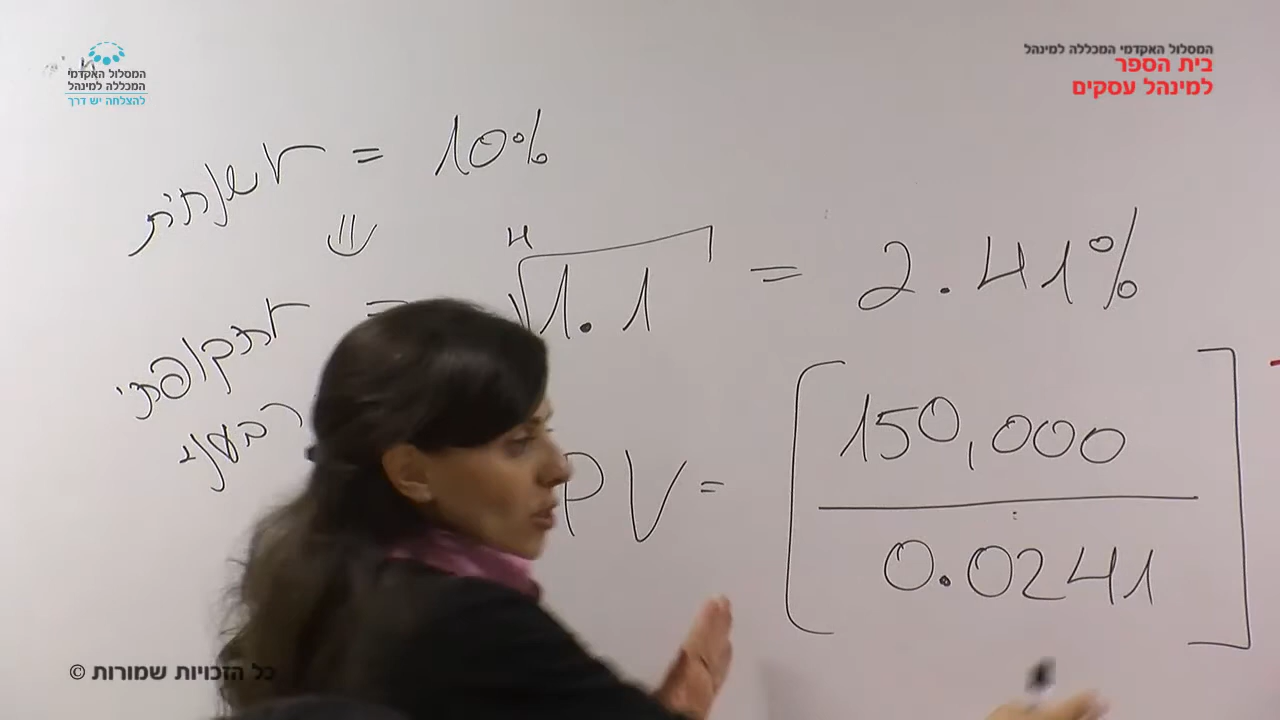 המסלול האקדמי המכללה למינהל
בית הספר
למינהל עסקים
המסלול האקדמי
המכללה למינהל
להצלחה יש דרך
r שנתית = 10%
⇓
r תקופתי = ∜1.1 = 2.41%
רבעני
PV = [150,000
0.0241]
כל הזכויות שמורות ©